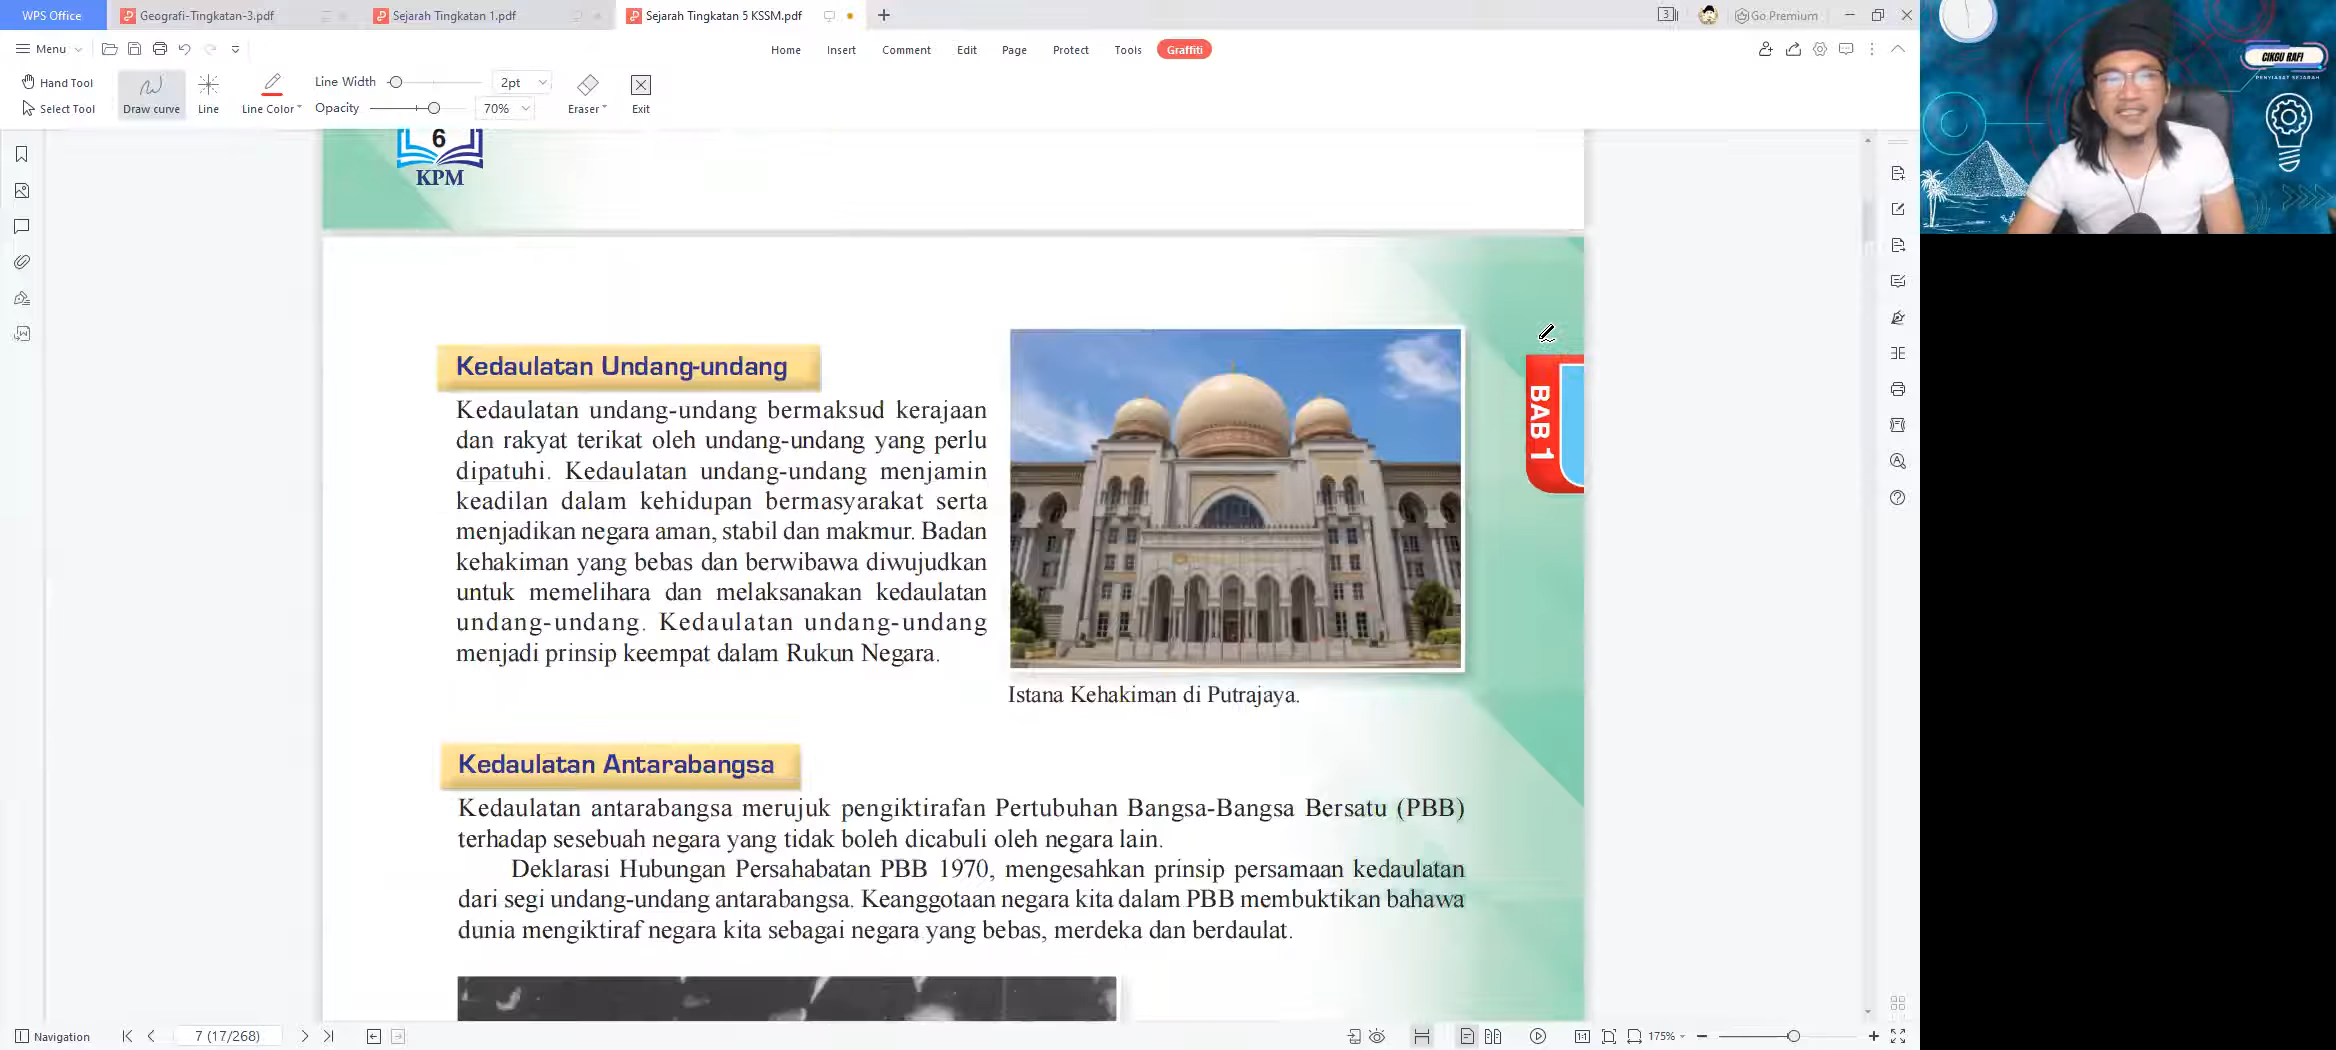 WPS Office
Geografi-Tingkatan-3.pdf
Sejarah Tingkatan 1.pdf
Sejarah Tingkatan 5 KSSM.pdf
3
Go Premium
Menu
Home
Insert
Comment
Edit
Page
Protect
Tools
Graffiti
Hand Tool
Select Tool
Draw curve
Line
Line Color
Line Width
2pt
Opacity
70%
Eraser
Exit
CIKGU RAFI
PENYIASAT SEJARAH
6
KPM
BAB 1
Kedaulatan Undang-undang
Kedaulatan undang-undang bermaksud kerajaan
dan rakyat terikat oleh undang-undang yang perlu
dipatuhi. Kedaulatan undang-undang menjamin
keadilan dalam kehidupan bermasyarakat serta
menjadikan negara aman, stabil dan makmur. Badan
kehakiman yang bebas dan berwibawa diwujudkan
untuk memelihara dan melaksanakan kedaulatan
undang-undang. Kedaulatan undang-undang
menjadi prinsip keempat dalam Rukun Negara.
Istana Kehakiman di Putrajaya.
Kedaulatan Antarabangsa
Kedaulatan antarabangsa merujuk pengiktirafan Pertubuhan Bangsa-Bangsa Bersatu (PBB)
terhadap sesebuah negara yang tidak boleh dicabuli oleh negara lain.
Deklarasi Hubungan Persahabatan PBB 1970, mengesahkan prinsip persamaan kedaulatan
dari segi undang-undang antarabangsa. Keanggotaan negara kita dalam PBB membuktikan bahawa
dunia mengiktiraf negara kita sebagai negara yang bebas, merdeka dan berdaulat.
Navigation
7 (17/268)
1:1
175%